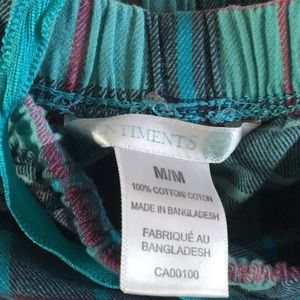 NTIMENTS
M/M
100% COTTON/COTON
MADE IN BANGLADESH
FABRIQUÉ AU
BANGLADESH
CA00100